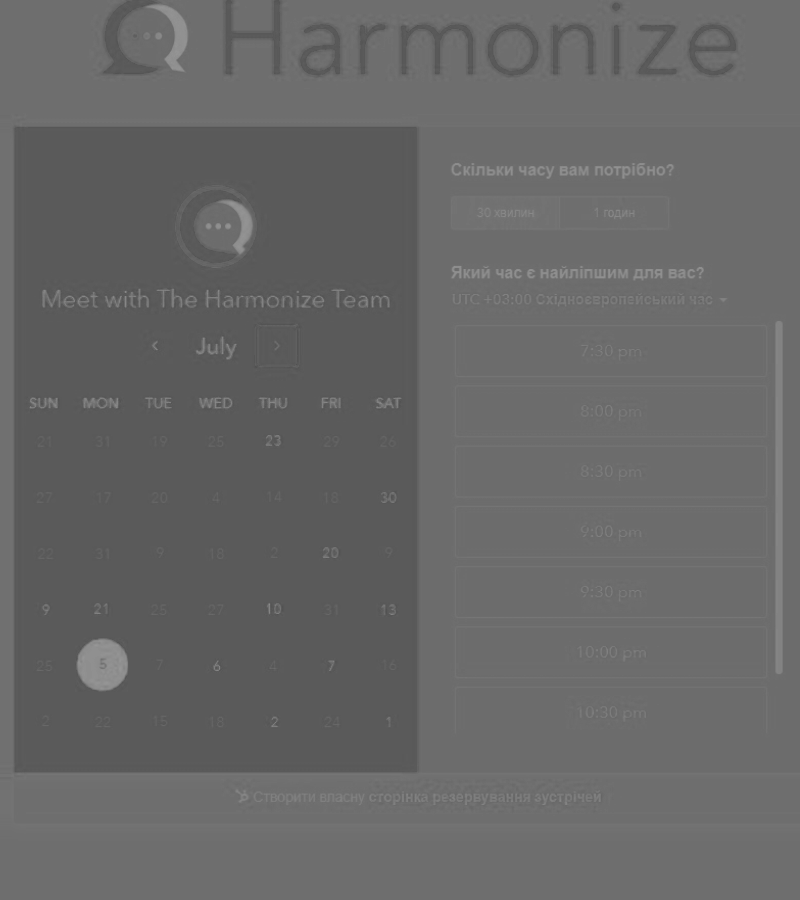 Harmonize
Meet with The Harmonize Team
July
SUN MON TUE WED THU FRI SAT
21 31 19 25 23 29 26
27 17 20 4 14 18 30
22 31 9 18 2 20 9
9 21 25 27 10 31 13
25 5 7 6 4 7 16
2 22 15 18 2 24 1
Скільки часу вам потрібно?
30 хвилин 1 годин
Який час є найліпшим для вас?
UTC +03:00 Східноєвропейський час
7:30 pm
8:00 pm
8:30 pm
9:00 pm
9:30 pm
10:00 pm
10:30 pm
Створити власну сторінка резервування зустрічей